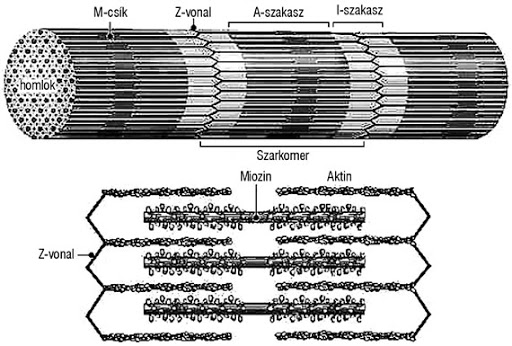 M-csík
Z-vonal
A-szakasz
I-szakasz
homlok
Szarkomer
Miozin
Aktin
Z-vonal